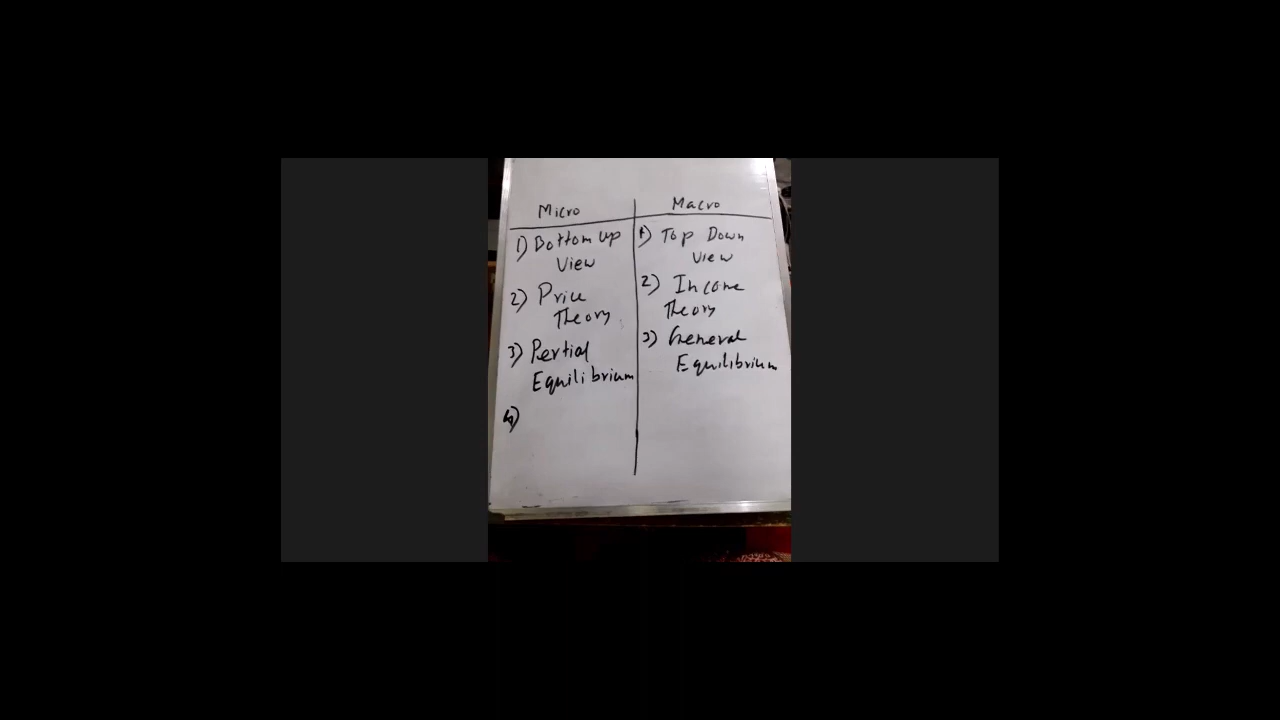 Micro
Macro
1) Bottom up
View
2) Price
Theory
3) Pertial
Equilibrium
4)
1) Top Down
View
2) Income
Theory
3) General
Equilibrium